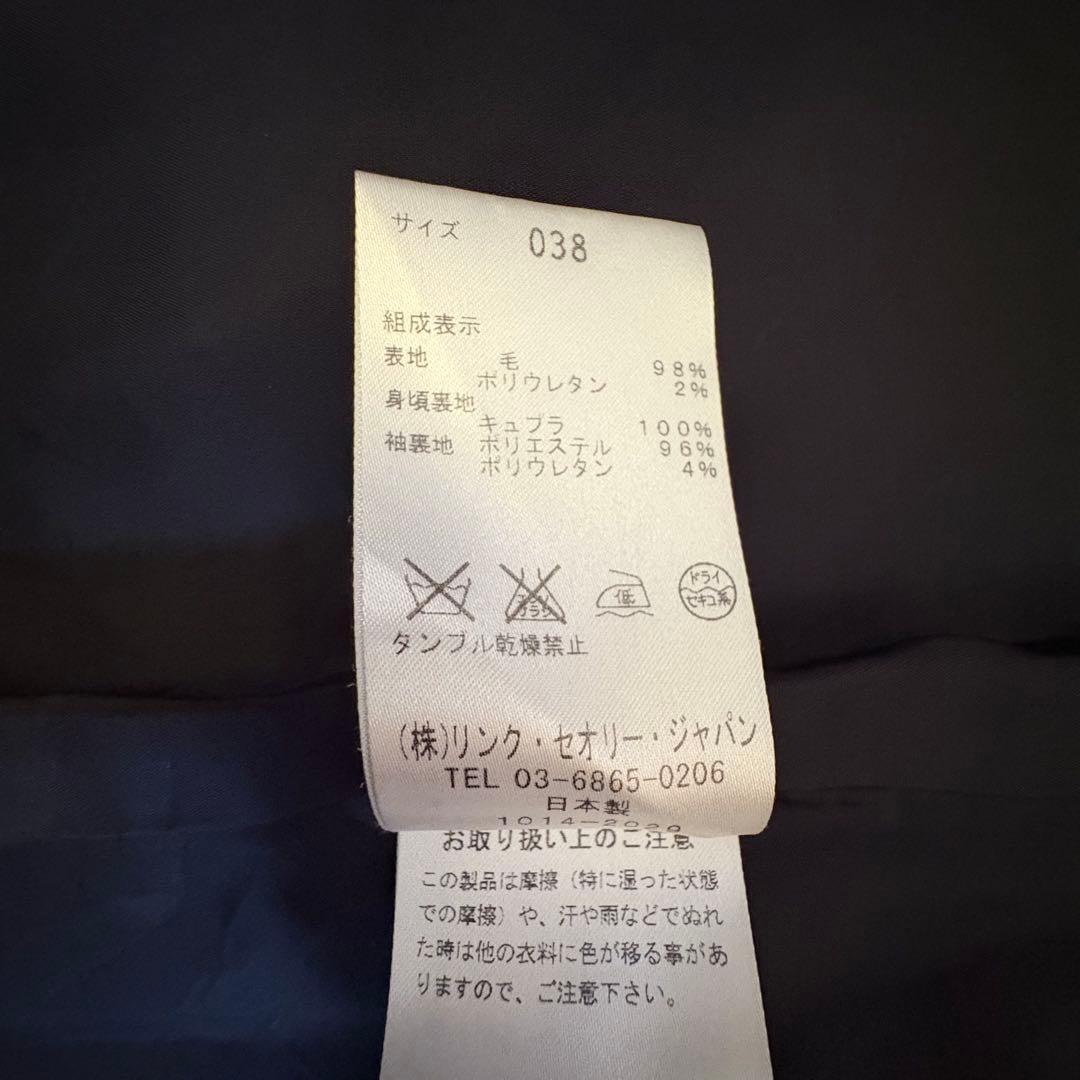 サイズ 038
組成表示
表地 毛 98%
ポリウレタン 2%
身頃裏地
キュプラ 100%
袖裏地 ポリエステル 96%
ポリウレタン 4%
低 ドライ セキユ系
タンブル乾燥禁止
(株)リンク・セオリー・ジャパン
TEL 03-6865-0206
日本製
お取り扱い上のご注意
この製品は摩擦(特に湿った状態
での摩擦)や、汗や雨などでぬれ
た時は他の衣料に色が移る事があ
りますので、ご注意下さい。